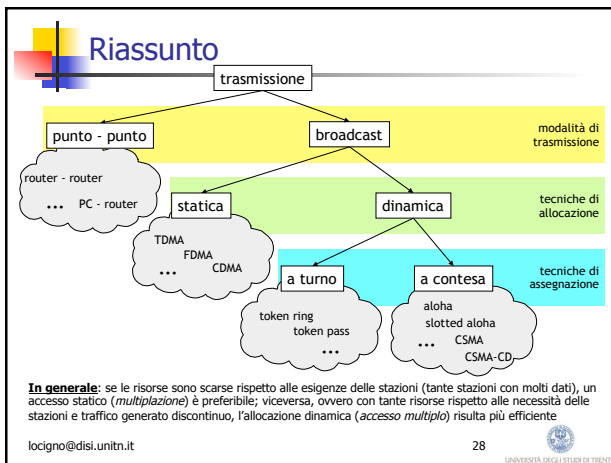 Riassunto
trasmissione
punto - punto
broadcast
modalità di
trasmissione
router - router
... PC - router
statica
dinamica
tecniche di
allocazione
TDMA
FDMA
... CDMA
a turno
a contesa
tecniche di
assegnazione
token ring
token pass
...
aloha
slotted aloha
... CSMA
CSMA-CD
In generale: se le risorse sono scarse rispetto alle esigenze delle stazioni (tante stazioni con molti dati), un
accesso statico (multiplazione) è preferibile; viceversa, ovvero con tante risorse rispetto alle necessità delle
stazioni e traffico generato discontinuo, l'allocazione dinamica (accesso multiplo) risulta più efficiente
locigno@disi.unitn.it
28
UNIVERSITÀ DEGLI STUDI DI TRENTO